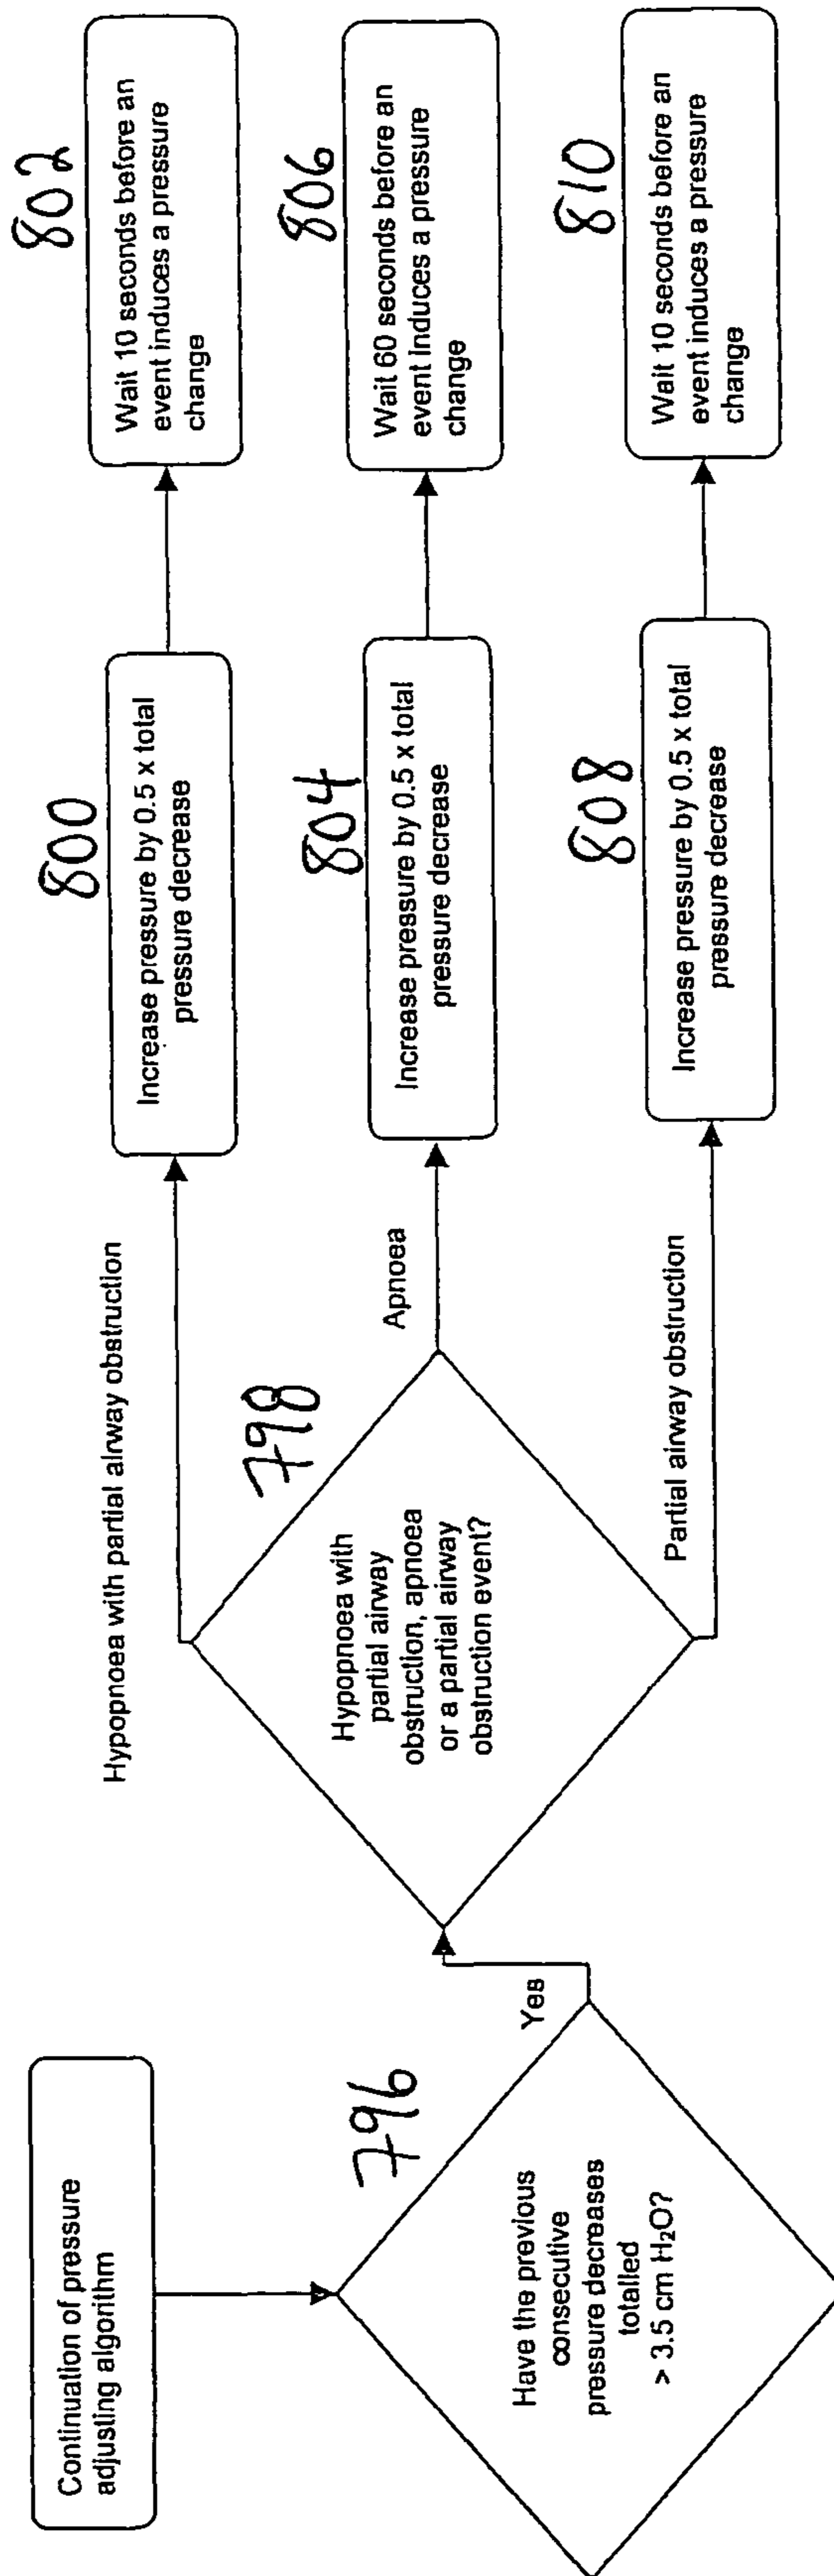 Continuation of pressure
adjusting algorithm
796
Have the previous
consecutive
pressure decreases
totalled
> 3.5 cm H₂O?
Yes
798
Hypopnoea with
partial airway
obstruction, apnoea
or a partial airway
obstruction event?
Hypopnoea with partial airway obstruction
800
Increase pressure by 0.5 x total
pressure decrease
802
Wait 10 seconds before an
event induces a pressure
change
Apnoea
804
Increase pressure by 0.5 x total
pressure decrease
806
Wait 60 seconds before an
event induces a pressure
change
Partial airway obstruction
808
Increase pressure by 0.5 x total
pressure decrease
810
Wait 10 seconds before an
event induces a pressure
change